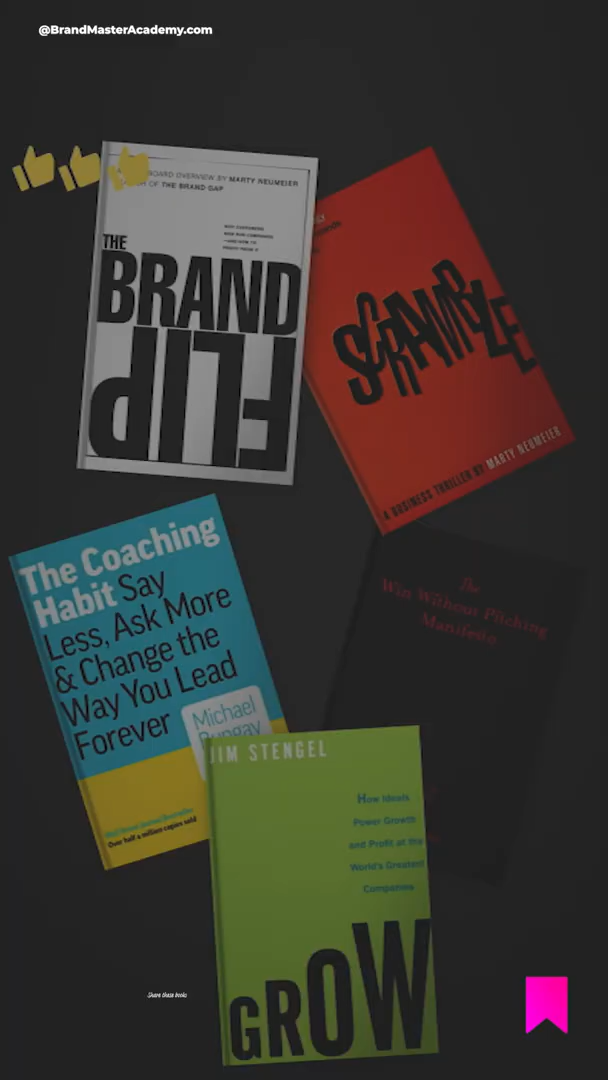 @BrandMasterAcademy.com
BOARD OVERVIEW BY MARTY NEUMEIER
OF THE BRAND GAP
THE
BRAND
FLIP
SCRAMBLE
A BUSINESS THRILLER BY MARTY NEUMEIER
The Coaching
Habit Say
Less, Ask More
& Change the
Way You Lead
Forever
Michael
Bungay
Over half a million copies sold
The
Win Without Pitching
Manifesto
JIM STENGEL
How Ideals
Power Growth
and Profit at the
World's Greatest
Companies
GROW
Share these books